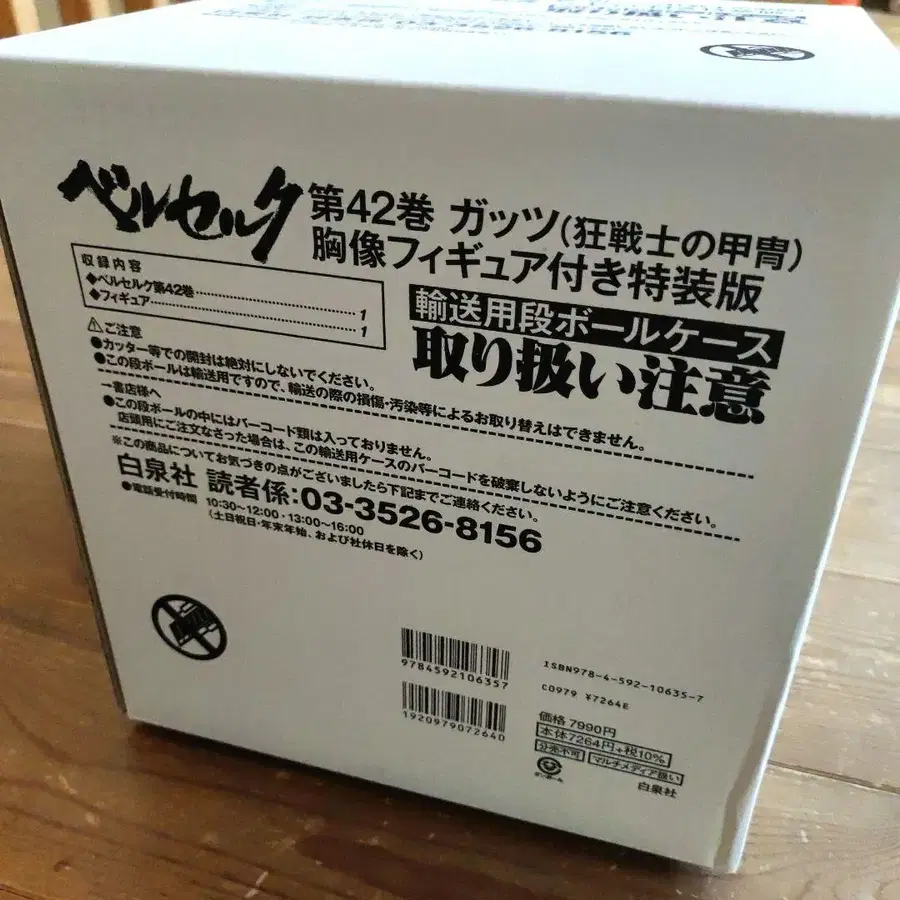 ベルセルク
第42巻 ガッツ(狂戦士の甲冑)
胸像フィギュア付き特装版
収録内容
◆ベルセルク第42巻 1
◆フィギュア 1
輸送用段ボールケース
取り扱い注意
⚠ご注意
●カッター等での開封は絶対にしないでください。
●この段ボールは輸送用ですので、輸送の際の損傷・汚染等によるお取り替えはできません。
→書店様へ
●この段ボールの中にはバーコード類は入っておりません。
店頭用にご注文なさった場合は、この輸送用ケースのバーコードを破棄しないようにご注意ください。
※この商品についてお気づきの点がございましたら下記までご連絡ください。
白泉社 読者係:03-3526-8156
●電話受付時間 10:30~12:00・13:00~16:00
(土日祝日・年末年始、および社休日を除く)
9784592106357
1920979072640
ISBN978-4-592-10635-7
C0979 ¥7264E
価格 7990円
本体7264円+税10%
分売不可
マルチメディア扱い
白泉社